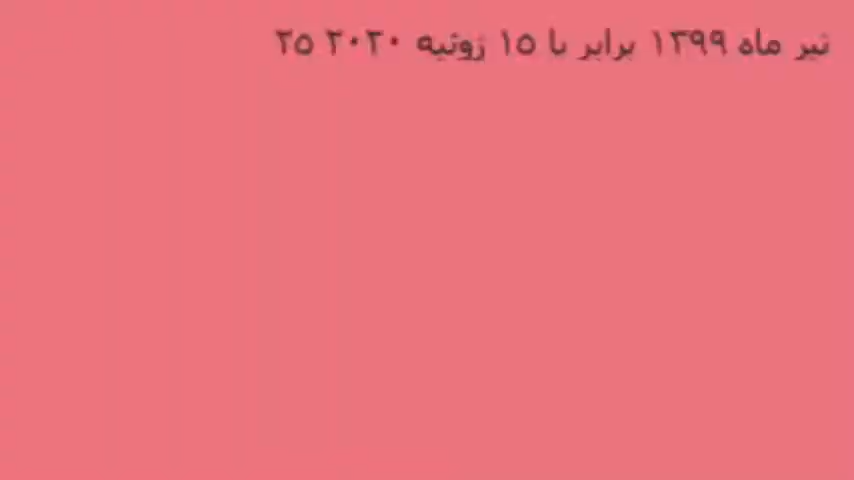 تیر ماه ۱۳۹۹ برابر با ۱۵ ژوئیه ۲۰۲۰ ۲۵